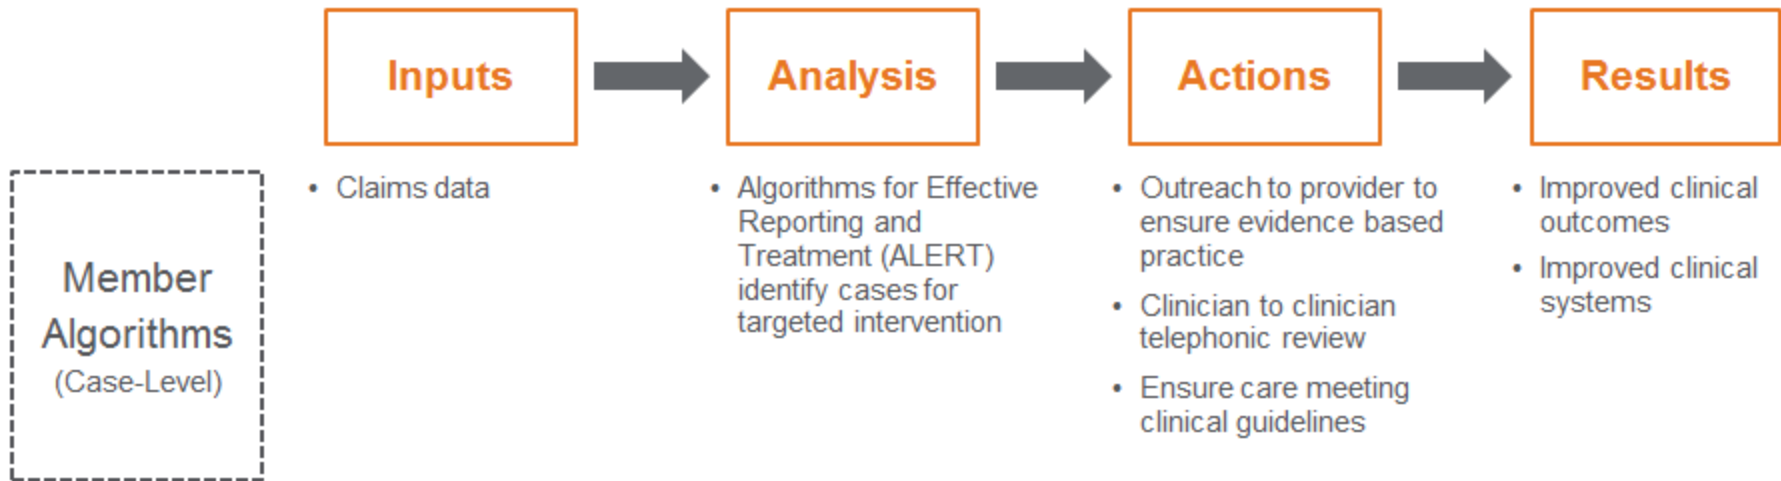 Inputs
Analysis
Actions
Results
Member
Algorithms
(Case-Level)
• Claims data
• Algorithms for Effective
Reporting and
Treatment (ALERT)
identify cases for
targeted intervention
• Outreach to provider to
ensure evidence based
practice
• Clinician to clinician
telephonic review
• Ensure care meeting
clinical guidelines
• Improved clinical
outcomes
• Improved clinical
systems